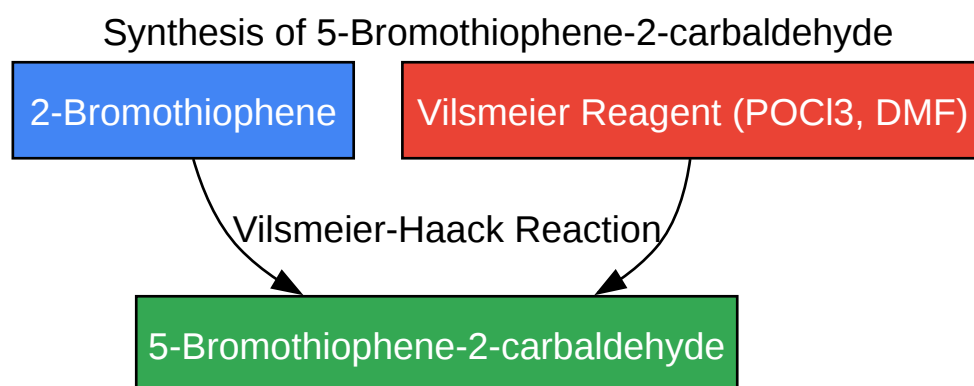 Synthesis of 5-Bromothiophene-2-carbaldehyde
2-Bromothiophene
Vilsmeier Reagent (POCl3, DMF)
Vilsmeier-Haack Reaction
5-Bromothiophene-2-carbaldehyde